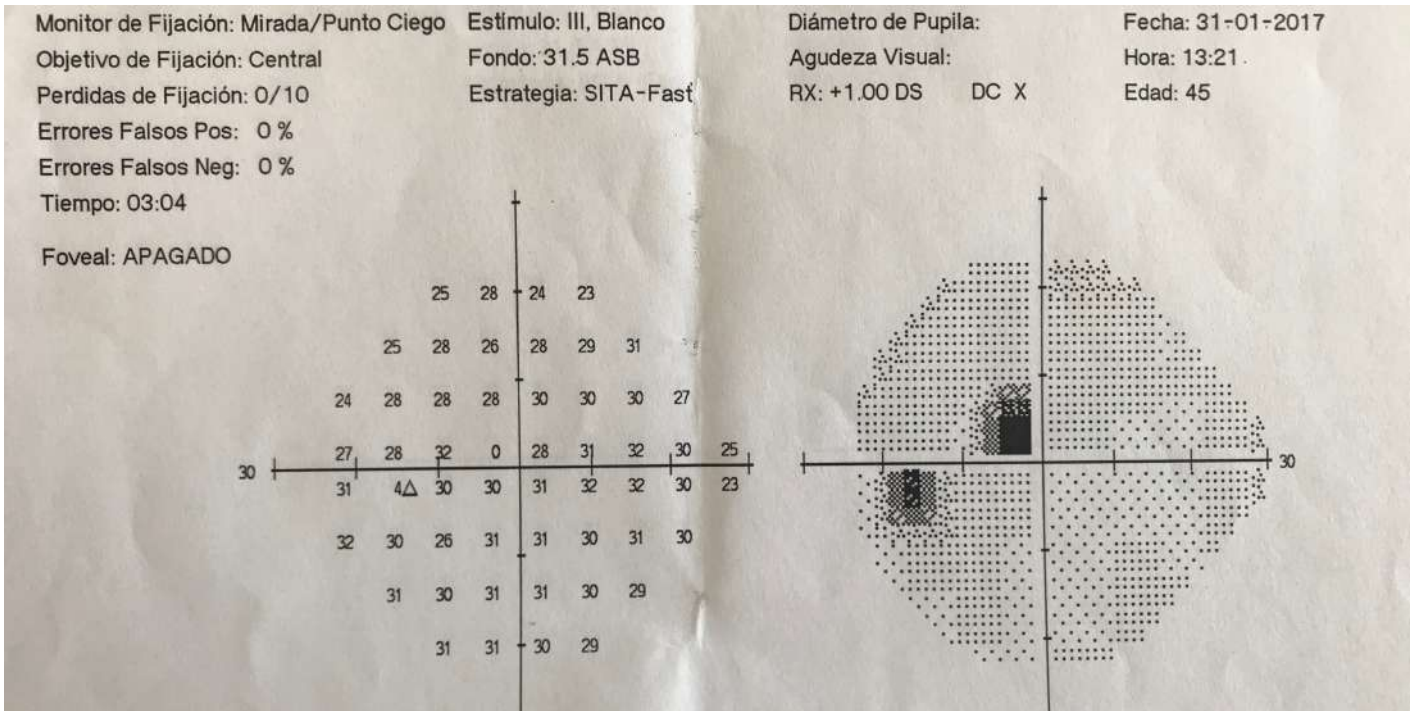 Monitor de Fijación: Mirada/Punto Ciego Estímulo: III, Blanco Diámetro de Pupila: Fecha: 31-01-2017
Objetivo de Fijación: Central Fondo: 31.5 ASB Agudeza Visual: Hora: 13:21
Perdidas de Fijación: 0/10 Estrategia: SITA-Fast RX: +1.00 DS DC X Edad: 45
Errores Falsos Pos: 0 %
Errores Falsos Neg: 0 %
Tiempo: 03:04
Foveal: APAGADO
25 28 24 23
25 28 26 28 29 31
24 28 28 28 30 30 30 27
27 28 32 0 28 31 32 30 25
30 30
31 4△ 30 30 31 32 32 30 23
32 30 26 31 31 30 31 30
31 30 31 31 30 29
31 31 30 29